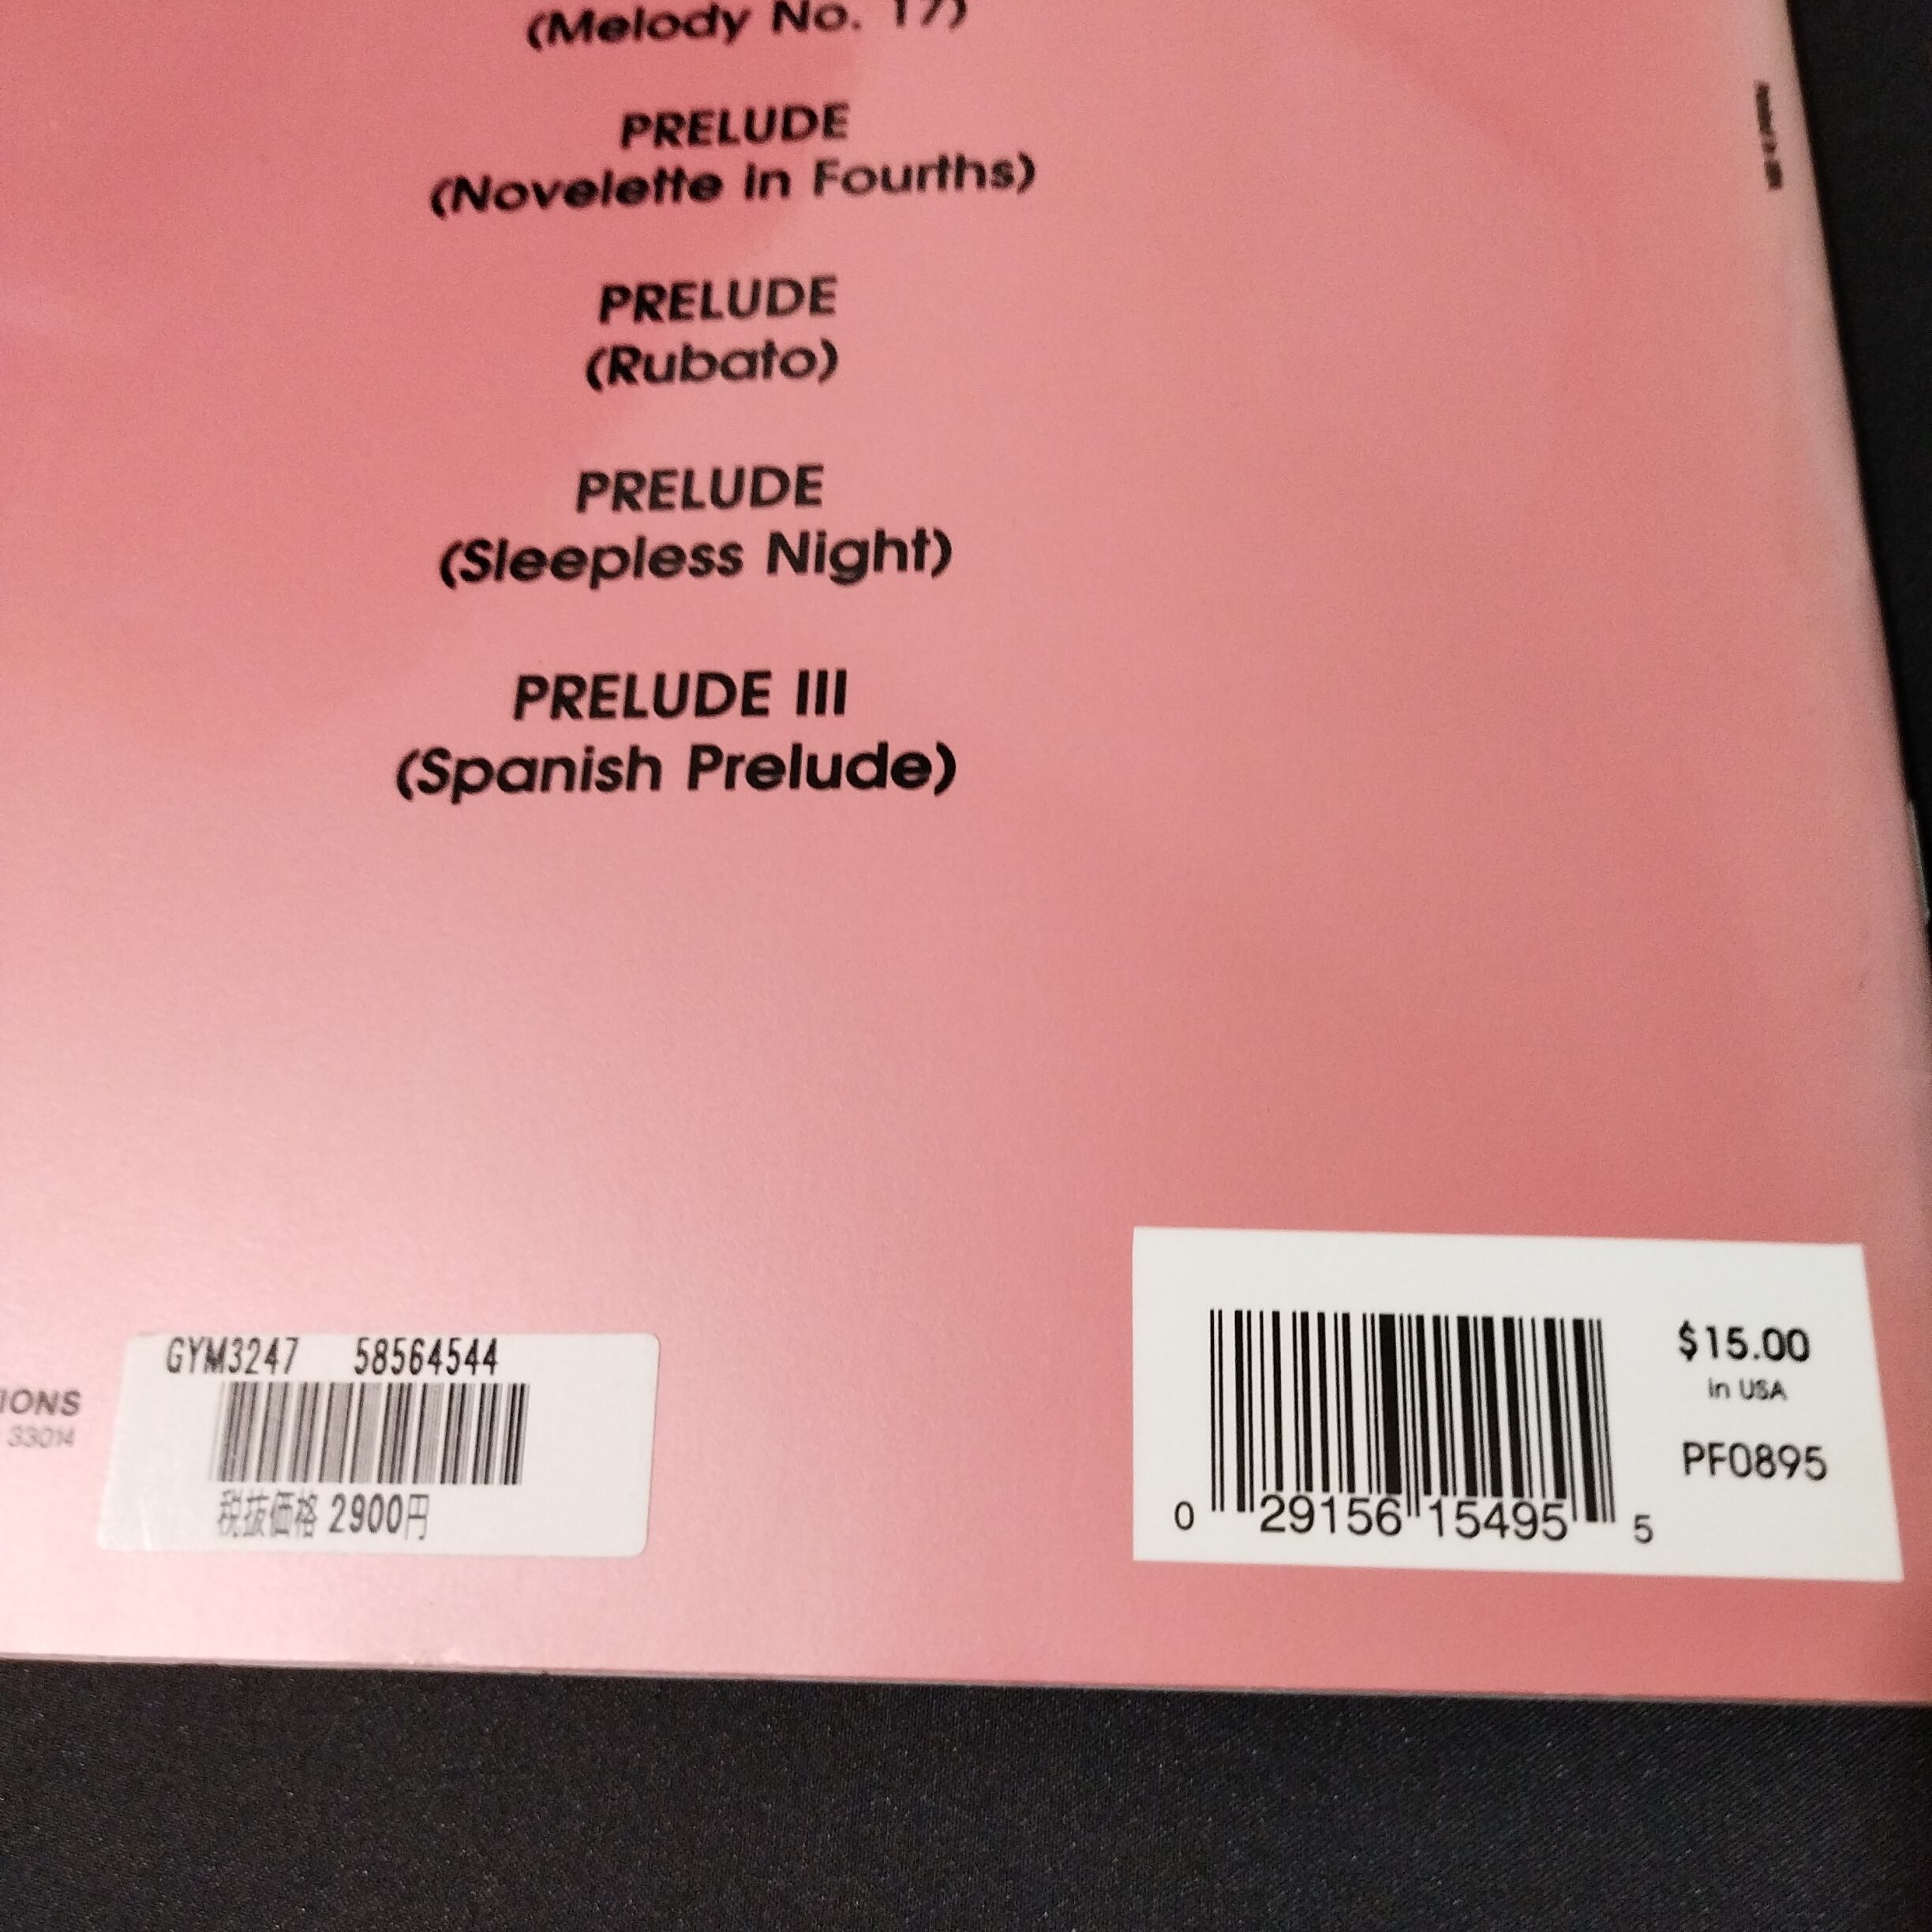 (Melody No. 17)
PRELUDE
(Novelette in Fourths)
PRELUDE
(Rubato)
PRELUDE
(Sleepless Night)
PRELUDE III
(Spanish Prelude)
IONS
33014
GYM3247 58564544
税抜価格 2900円
$15.00
in USA
PF0895
0 29156 15495 5